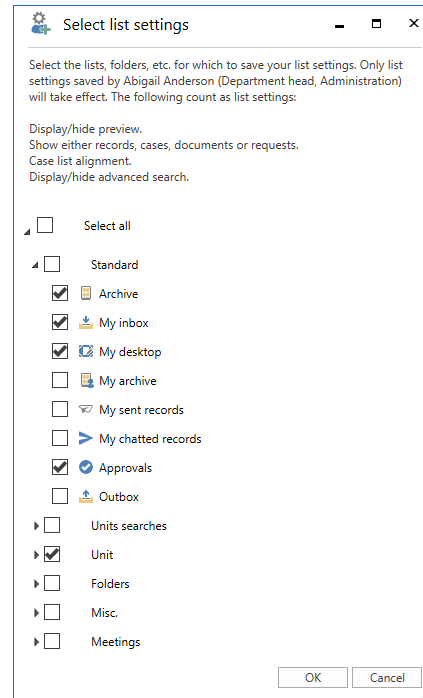 Select list settings
Select the lists, folders, etc. for which to save your list settings. Only list
settings saved by Abigail Anderson (Department head, Administration)
will take effect. The following count as list settings:
Display/hide preview.
Show either records, cases, documents or requests.
Case list alignment.
Display/hide advanced search.
Select all
Standard
Archive
My inbox
My desktop
My archive
My sent records
My chatted records
Approvals
Outbox
Units searches
Unit
Folders
Misc.
Meetings
OK Cancel